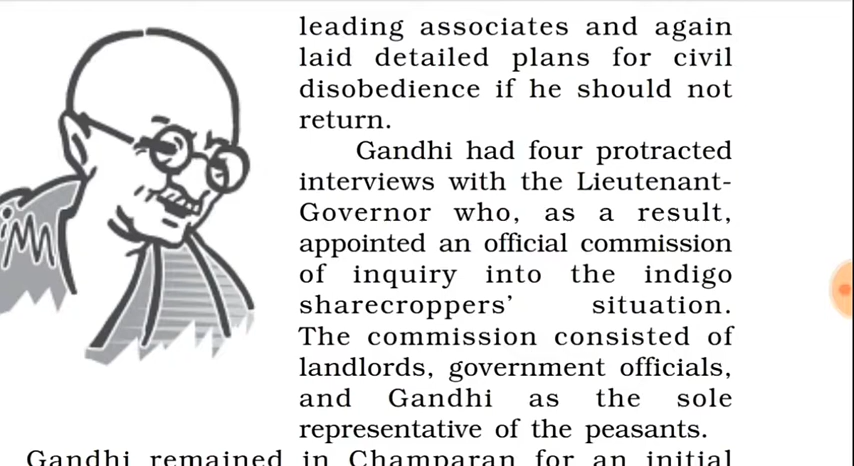 leading associates and again
laid detailed plans for civil
disobedience if he should not
return.
Gandhi had four protracted
interviews with the Lieutenant-
Governor who, as a result,
appointed an official commission
of inquiry into the indigo
sharecroppers’ situation.
The commission consisted of
landlords, government officials,
and Gandhi as the sole
representative of the peasants.
Gandhi remained in Champaran for an initial